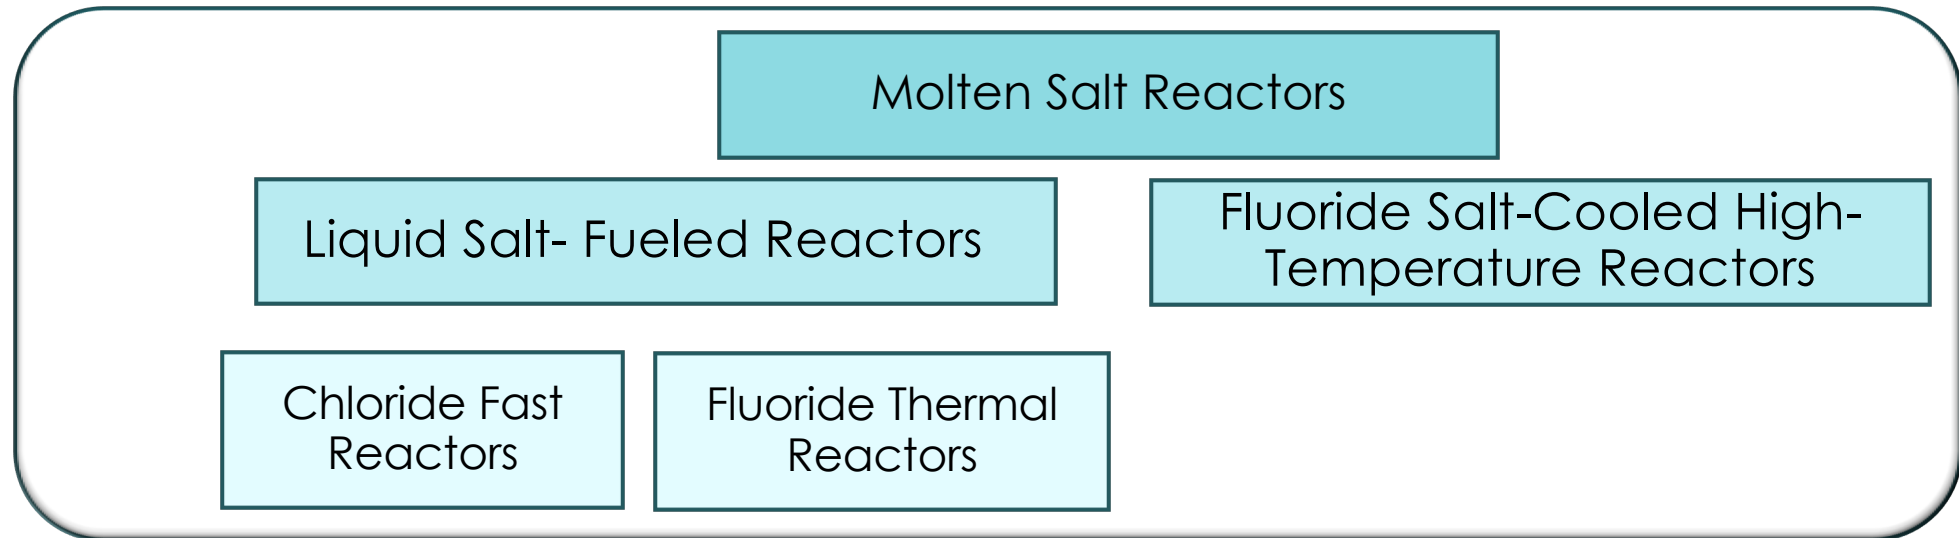 Molten Salt Reactors
Liquid Salt- Fueled Reactors
Fluoride Salt-Cooled High-
Temperature Reactors
Chloride Fast
Reactors
Fluoride Thermal
Reactors